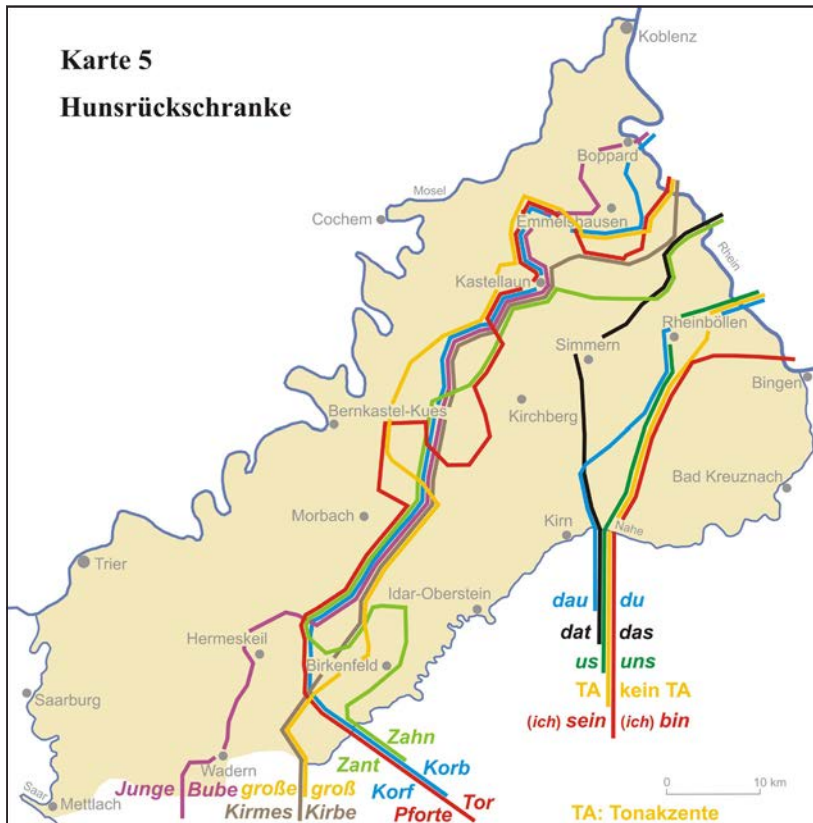 Karte 5
Hunsrückschranke
Koblenz
Boppard
Mosel
Emmelshausen
Cochem
Rhein
Kastellaun
Rheinböllen
Simmern
Bingen
Bernkastel-Kues
Kirchberg
Bad Kreuznach
Morbach
Kirn
Nahe
Trier
Idar-Oberstein
dau du
dat das
Hermeskeil
us uns
Birkenfeld
TA kein TA
Saarburg
(ich) sein (ich) bin
Zahn
Wadern
Zant Korb
Saar
Mettlach
Junge Bube große groß Korf Tor
Kirmes Kirbe Pforte
0 10 km
TA: Tonakzente